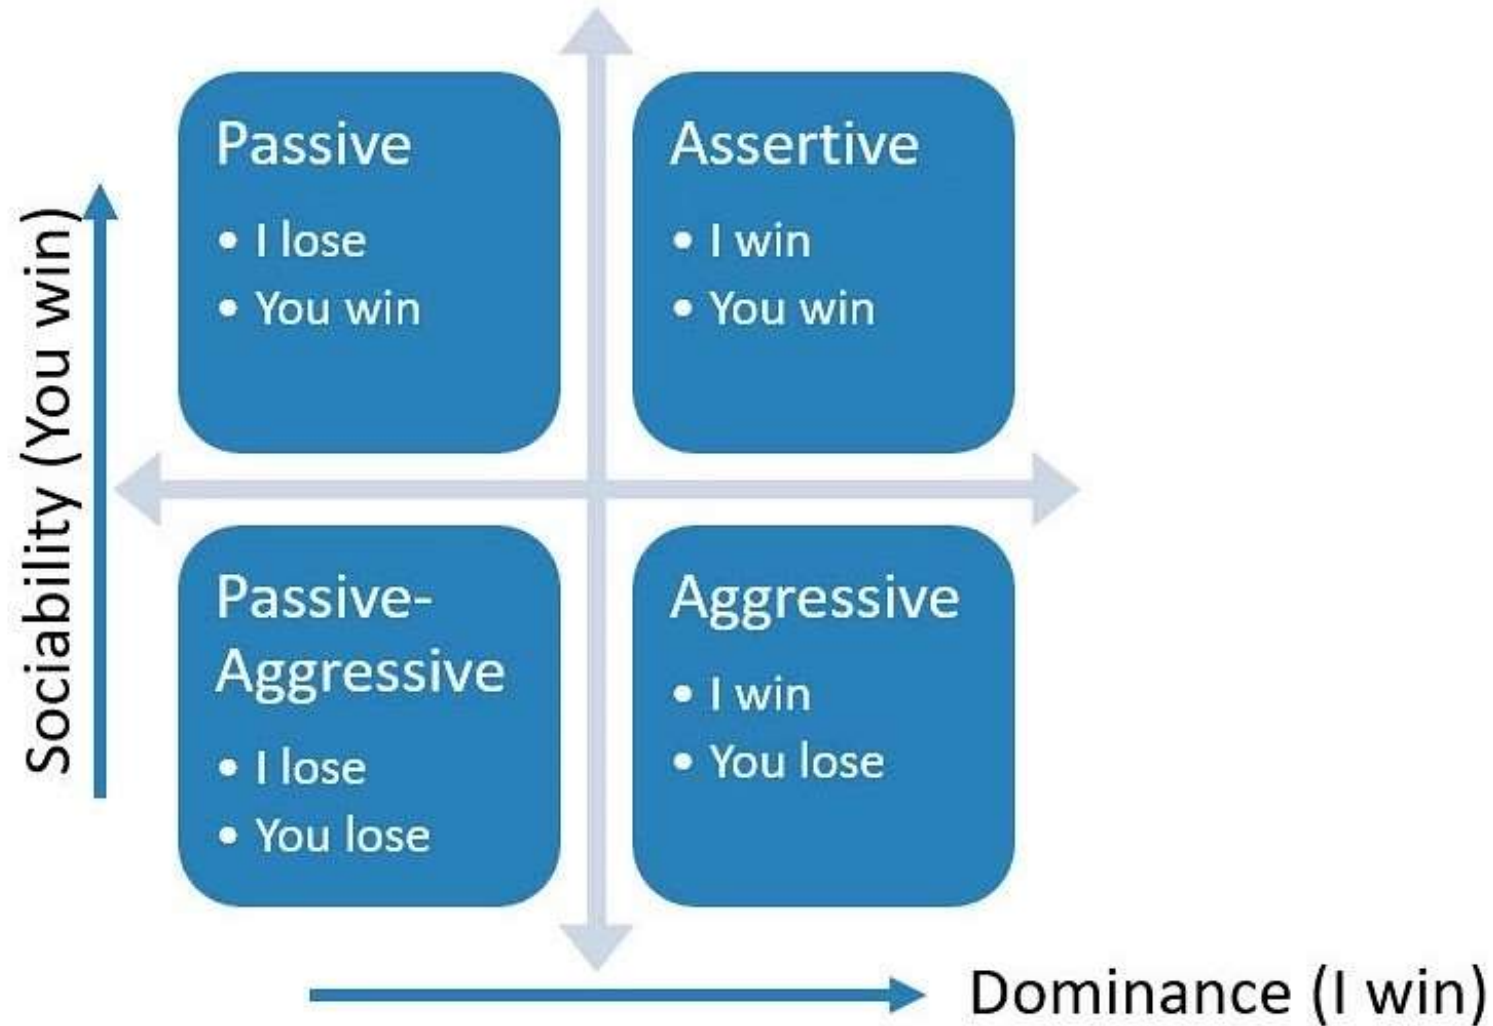 Sociability (You win)
Passive
• I lose
• You win
Assertive
• I win
• You win
Passive-
Aggressive
• I lose
• You lose
Aggressive
• I win
• You lose
Dominance (I win)